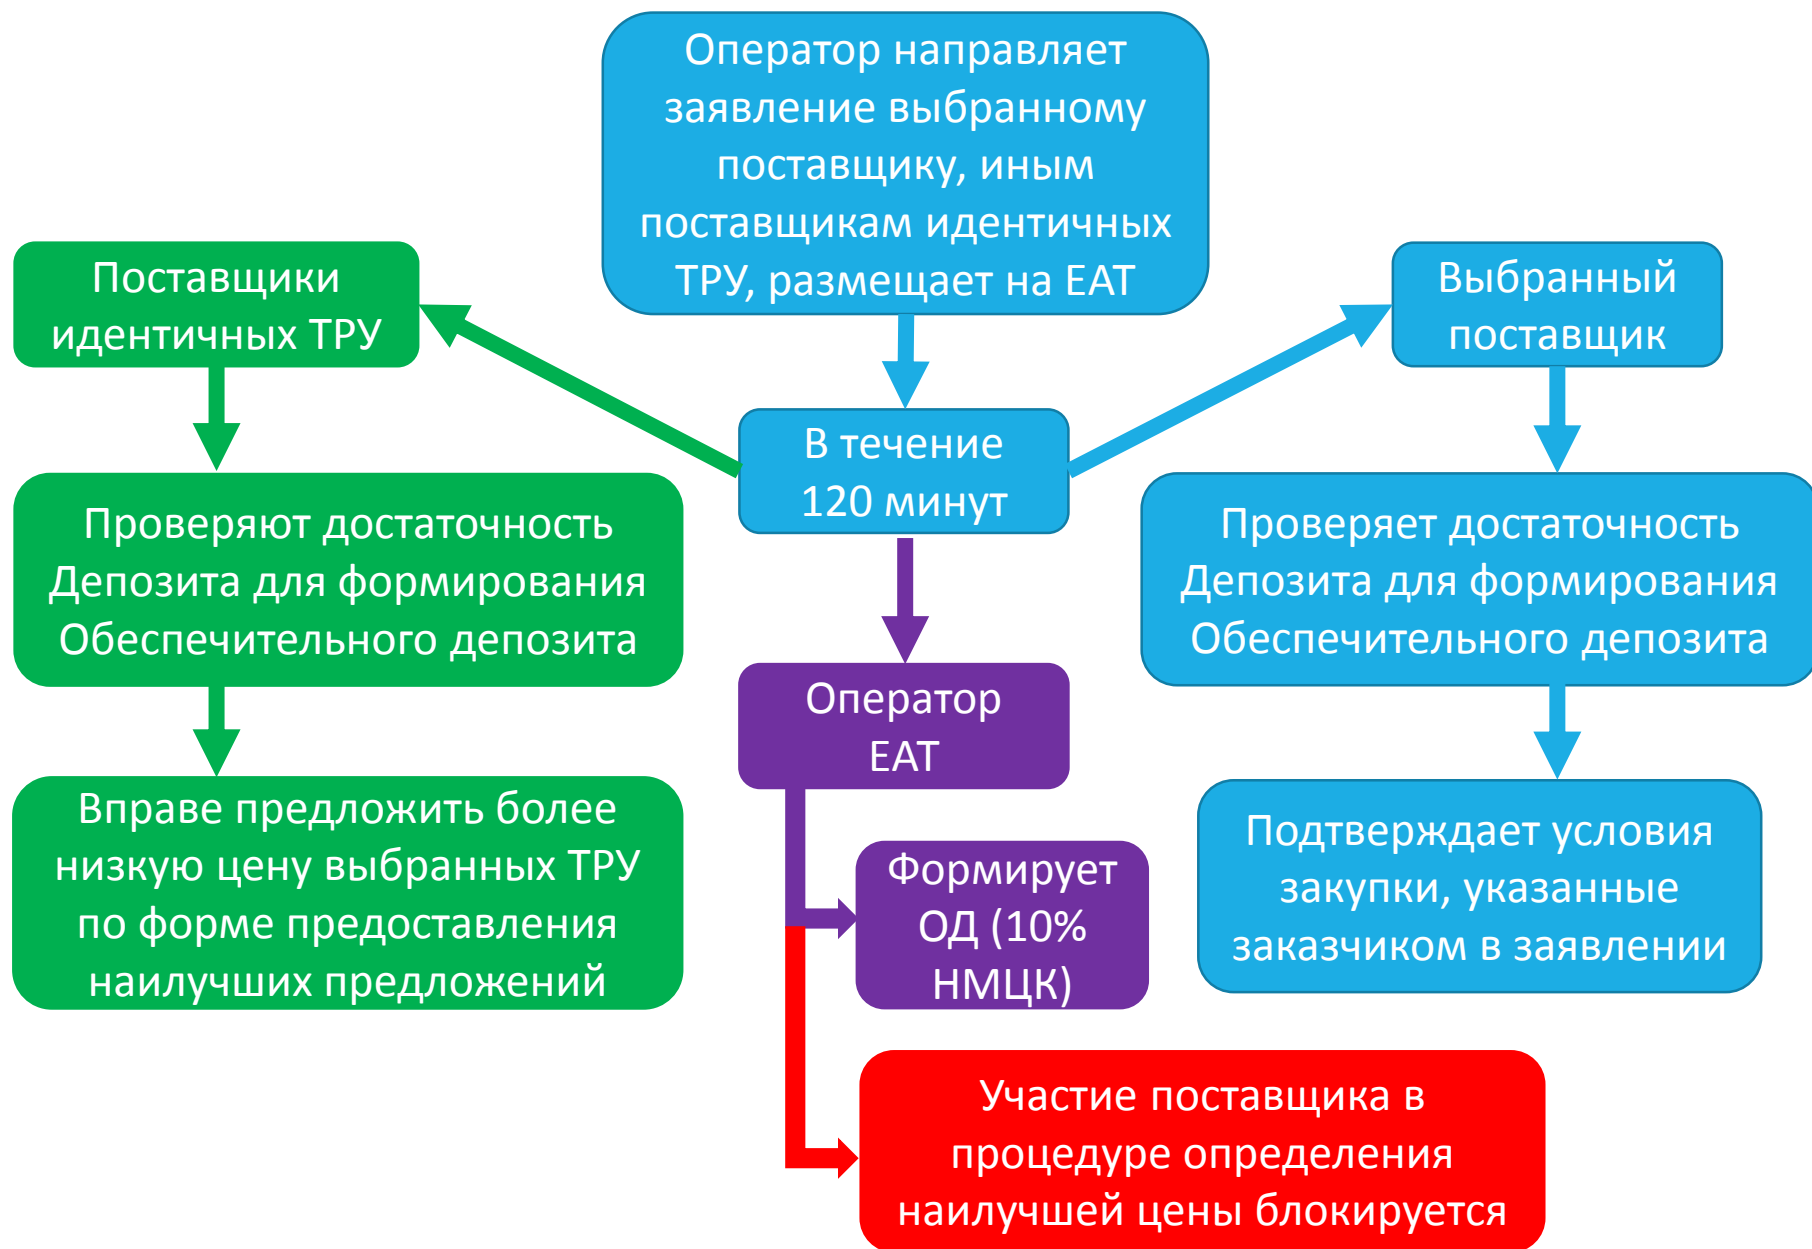 Оператор направляет
заявление выбранному
поставщику, иным
поставщикам идентичных
ТРУ, размещает на ЕАТ
Поставщики
идентичных ТРУ
Выбранный
поставщик
В течение
120 минут
Проверяют достаточность
Депозита для формирования
Обеспечительного депозита
Проверяет достаточность
Депозита для формирования
Обеспечительного депозита
Оператор
ЕАТ
Вправе предложить более
низкую цену выбранных ТРУ
по форме предоставления
наилучших предложений
Формирует
ОД (10%
НМЦК)
Подтверждает условия
закупки, указанные
заказчиком в заявлении
Участие поставщика в
процедуре определения
наилучшей цены блокируется